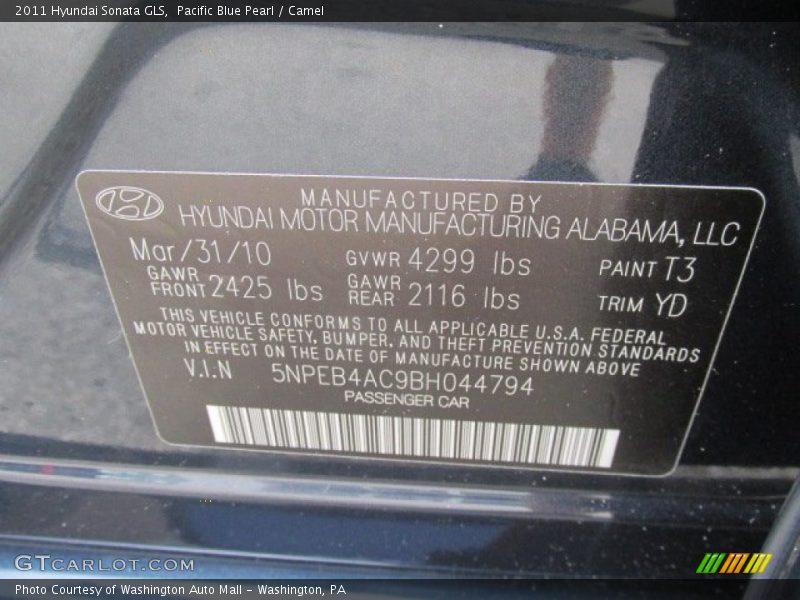 2011 Hyundai Sonata GLS, Pacific Blue Pearl / Camel
MANUFACTURED BY
HYUNDAI MOTOR MANUFACTURING ALABAMA, LLC
Mar/31/10 GVWR 4299 lbs PAINT T3
GAWR FRONT 2425 lbs GAWR REAR 2116 lbs TRIM YD
THIS VEHICLE CONFORMS TO ALL APPLICABLE U.S.A. FEDERAL
MOTOR VEHICLE SAFETY, BUMPER, AND THEFT PREVENTION STANDARDS
IN EFFECT ON THE DATE OF MANUFACTURE SHOWN ABOVE
V.I.N 5NPEB4AC9BH044794
PASSENGER CAR
GTCARLOT.COM
Photo Courtesy of Washington Auto Mall - Washington, PA